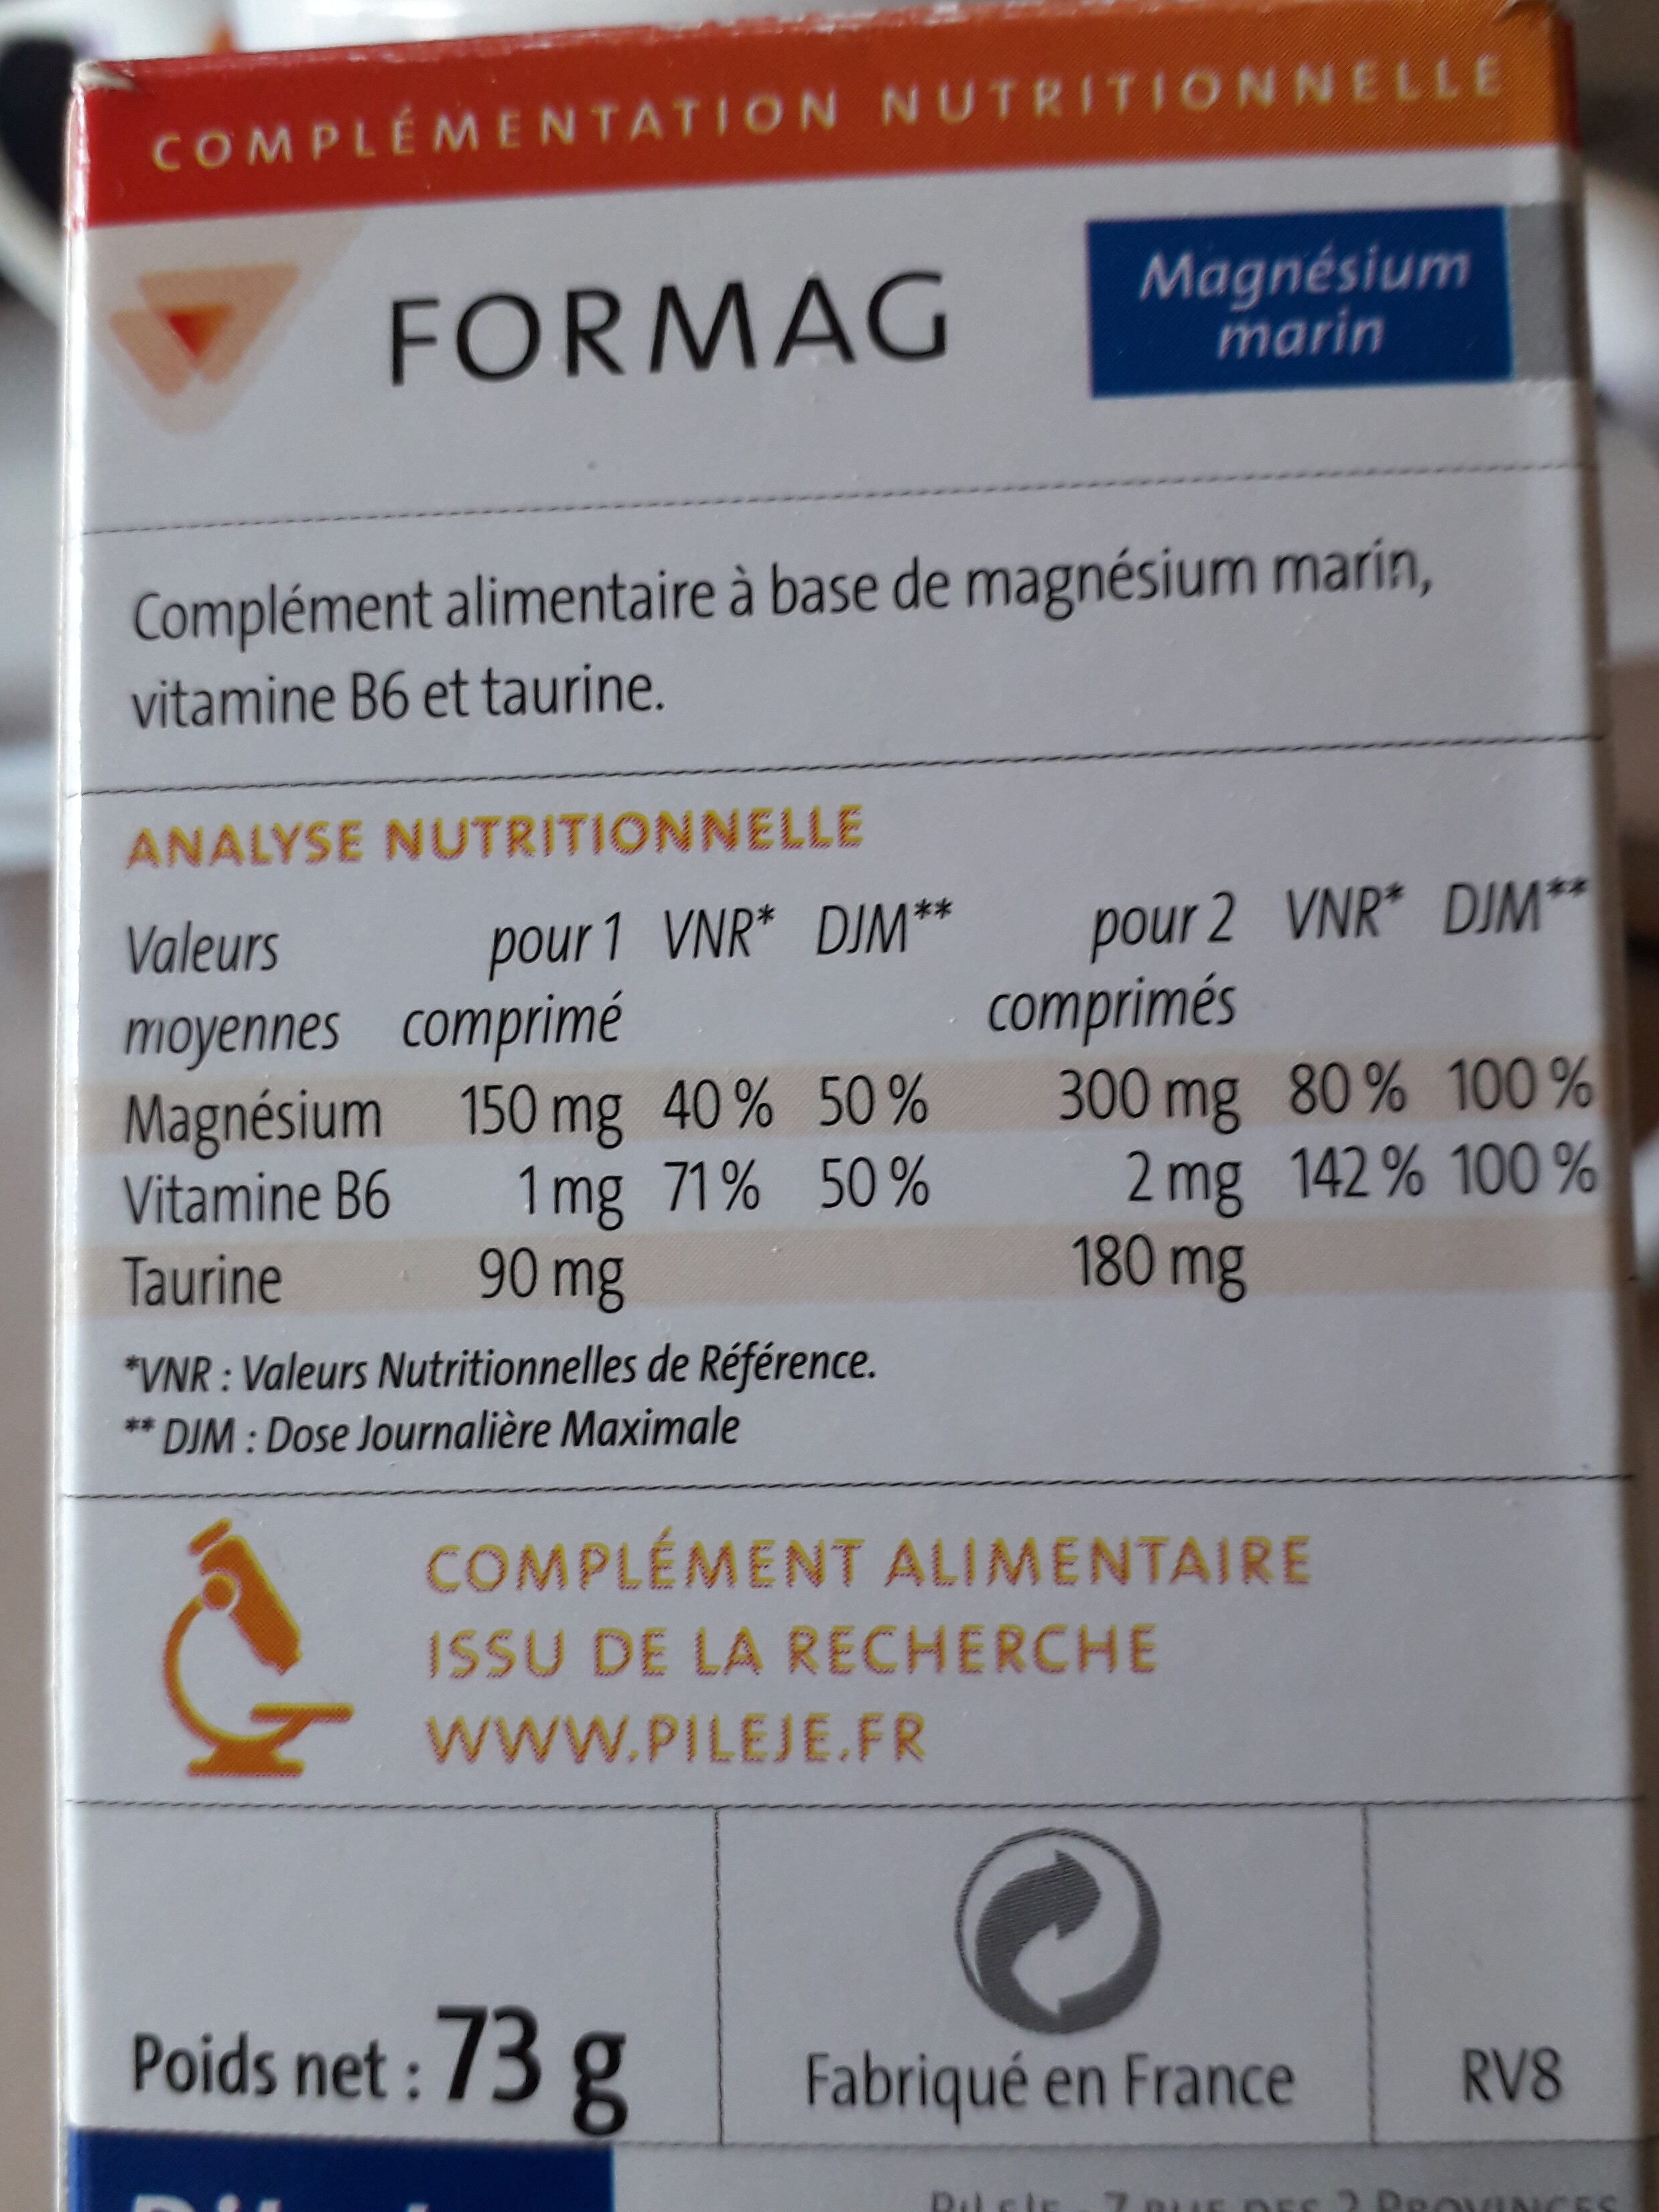 COMPLÉMENTATION NUTRITIONNELLE
FORMAG
Magnésium
marin
Complément alimentaire à base de magnésium marin,
vitamine B6 et taurine.
ANALYSE NUTRITIONNELLE
Valeurs pour 1 VNR* DJM** pour 2 VNR* DJM**
moyennes comprimé comprimés
Magnésium 150 mg 40 % 50 % 300 mg 80 % 100 %
Vitamine B6 1 mg 71 % 50 % 2 mg 142 % 100 %
Taurine 90 mg 180 mg
*VNR : Valeurs Nutritionnelles de Référence.
** DJM : Dose Journalière Maximale
COMPLÉMENT ALIMENTAIRE
ISSU DE LA RECHERCHE
WWW.PILEJE.FR
Poids net : 73 g
Fabriqué en France
RV8